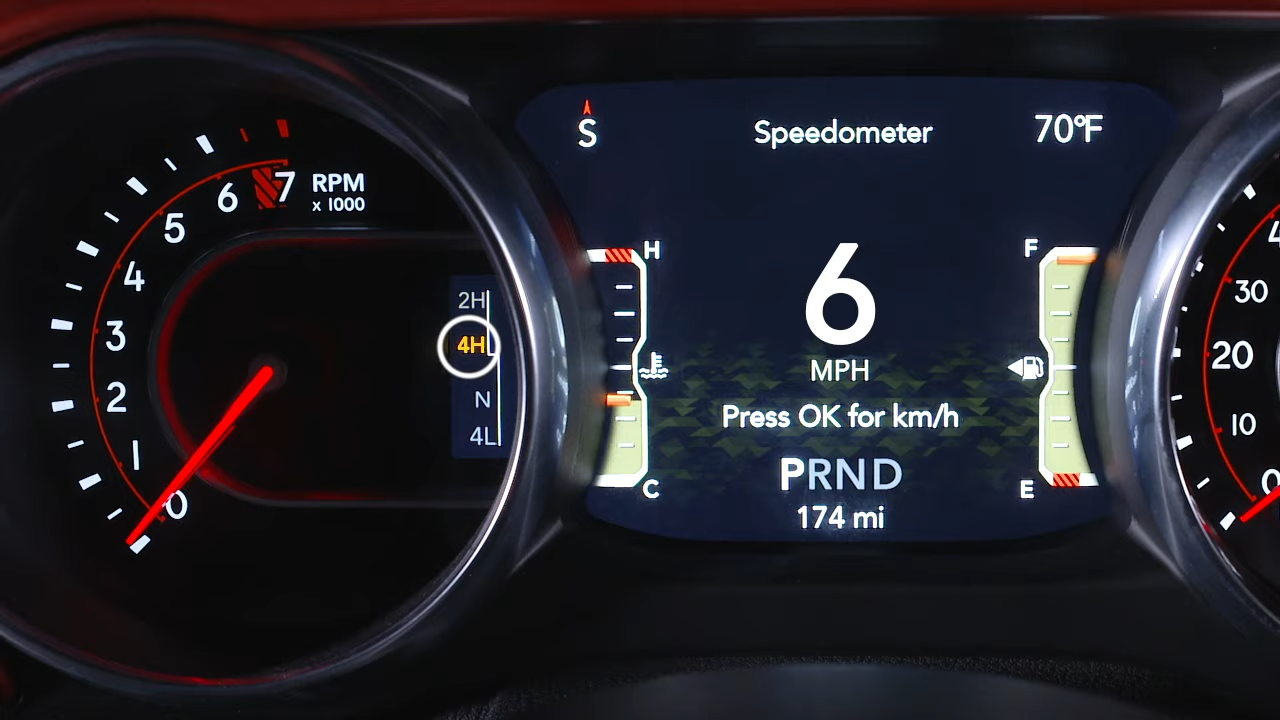 S
Speedometer
70°F
7
6
5
4
3
2
1
0
RPM
x 1000
2H
4H
N
4L
H
C
6
MPH
Press OK for km/h
PRND
174 mi
F
E
30
20
10
0